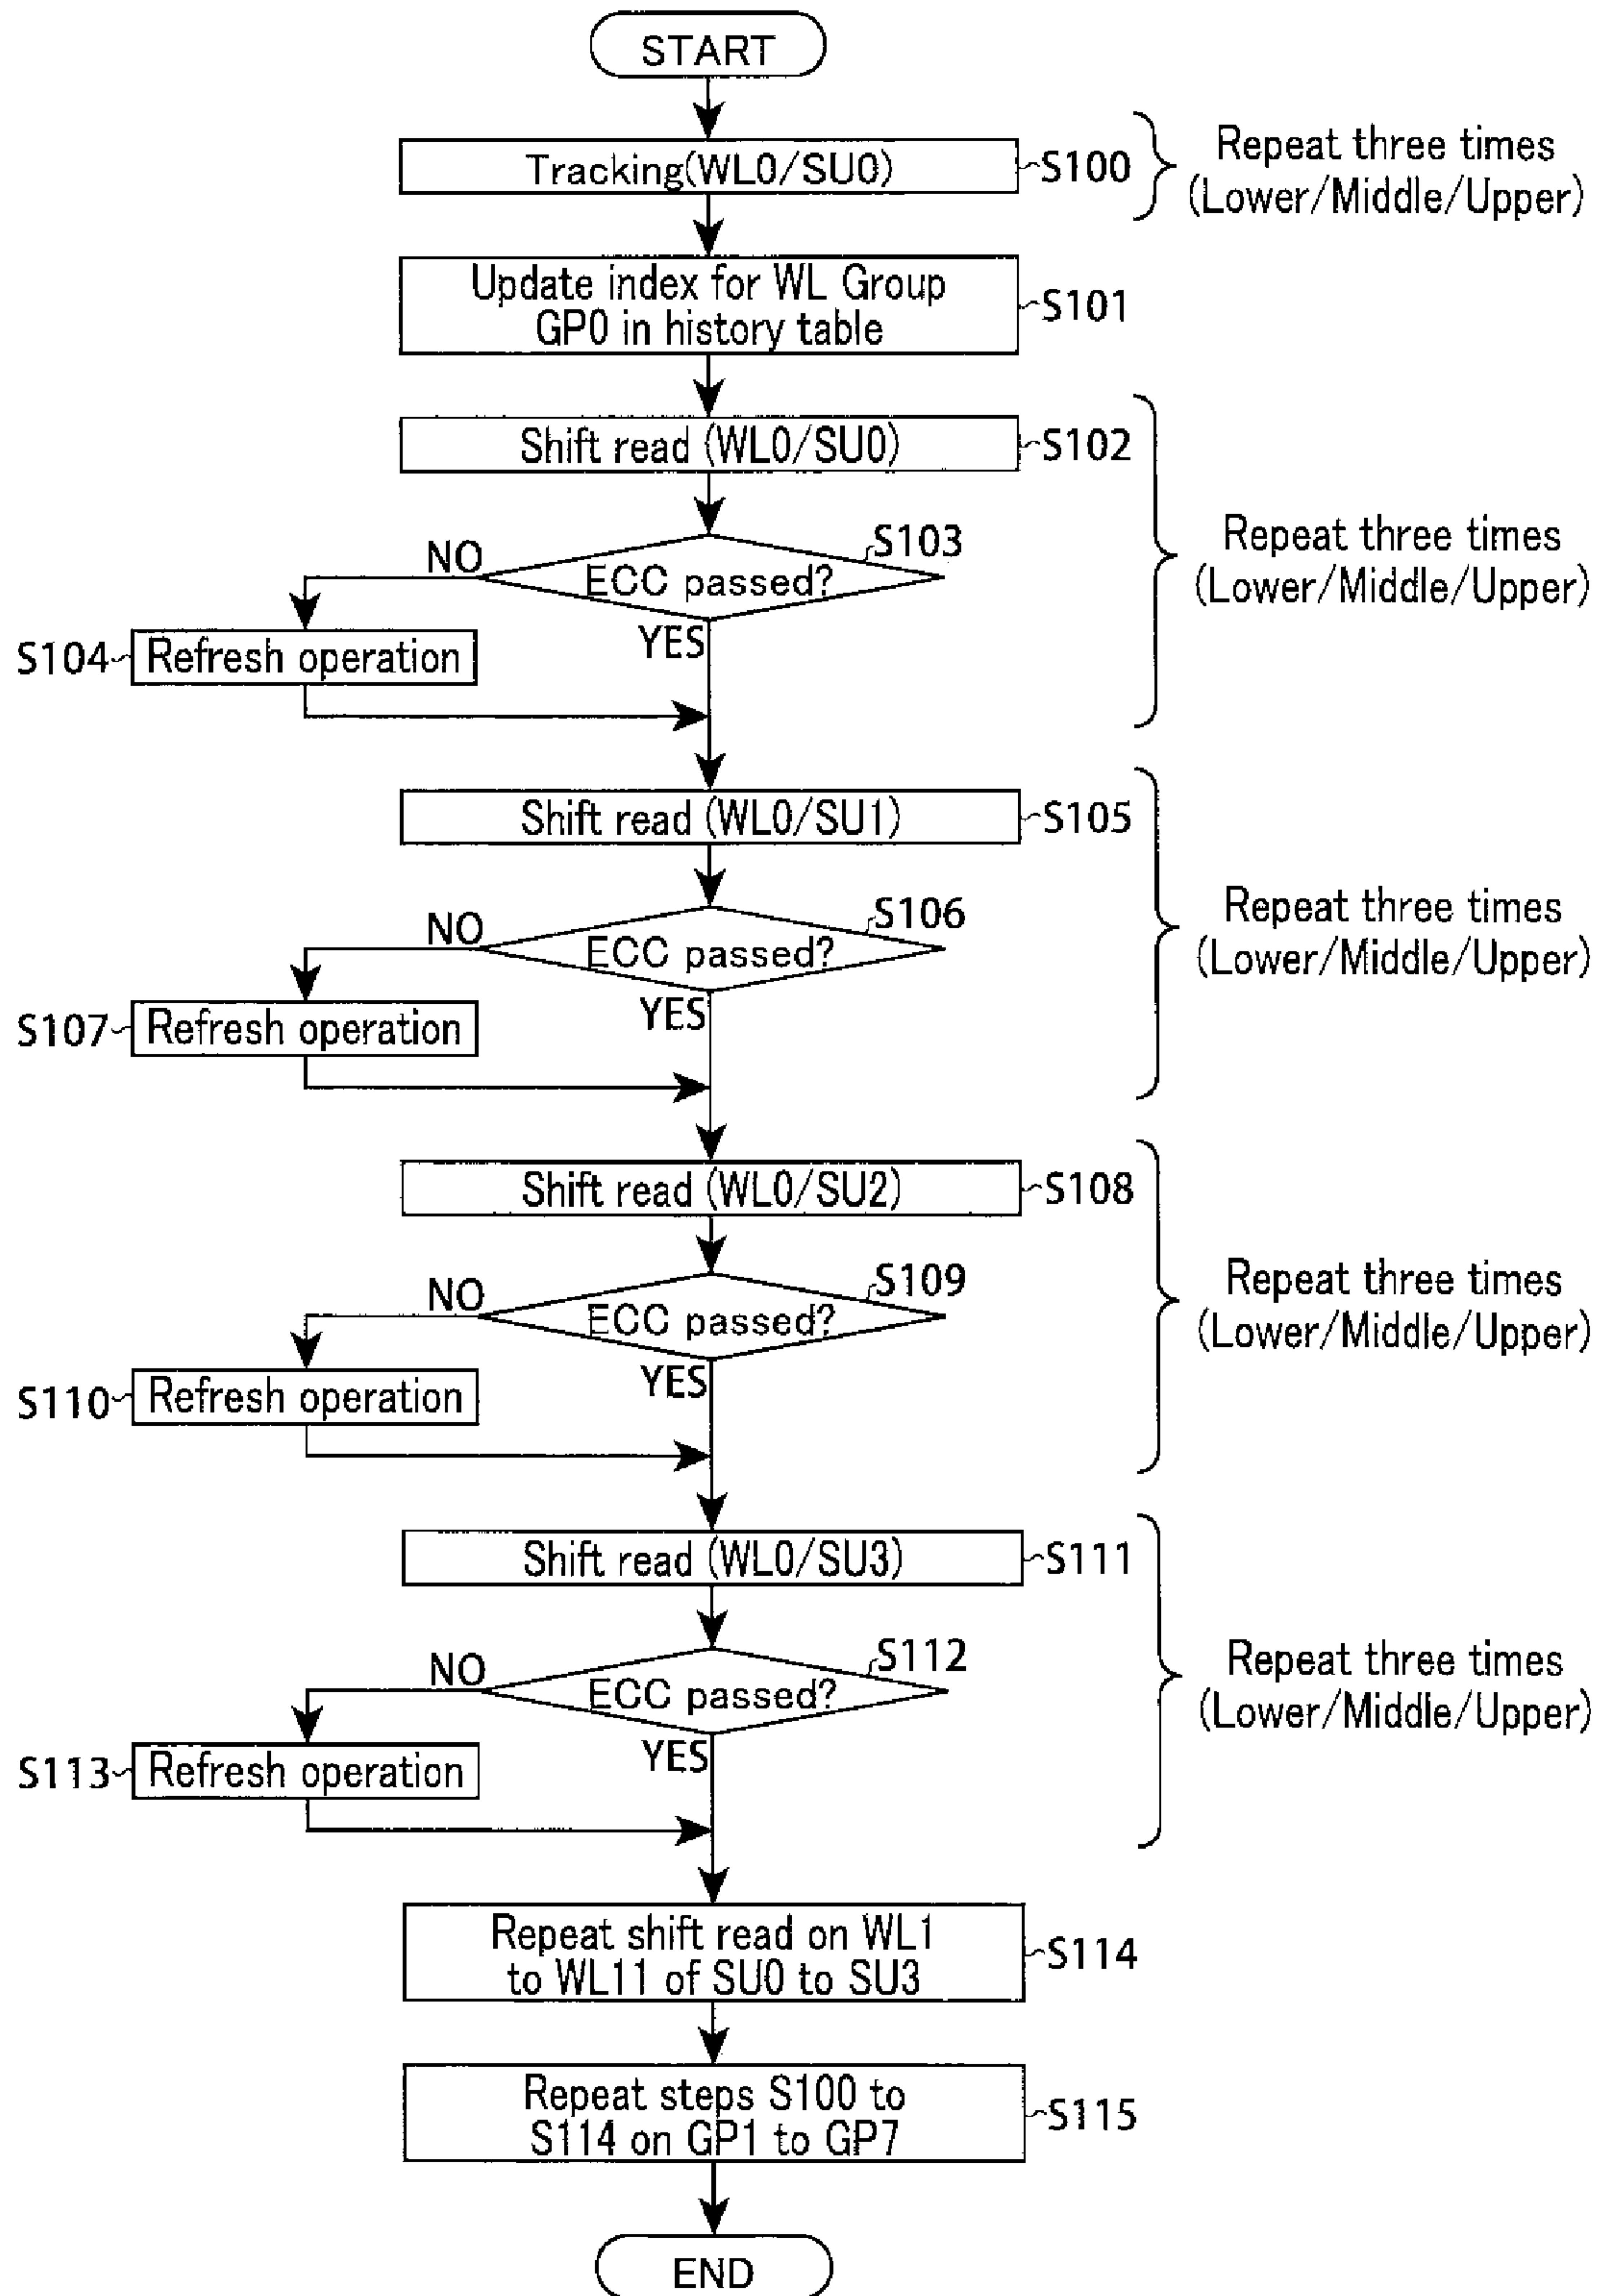 START
Tracking(WL0/SU0)
S100
Repeat three times
(Lower/Middle/Upper)
Update index for WL Group
GP0 in history table
S101
Shift read (WL0/SU0)
S102
ECC passed?
S103
NO
YES
S104
Refresh operation
Repeat three times
(Lower/Middle/Upper)
Shift read (WL0/SU1)
S105
ECC passed?
S106
NO
YES
S107
Refresh operation
Repeat three times
(Lower/Middle/Upper)
Shift read (WL0/SU2)
S108
ECC passed?
S109
NO
YES
S110
Refresh operation
Repeat three times
(Lower/Middle/Upper)
Shift read (WL0/SU3)
S111
ECC passed?
S112
NO
YES
S113
Refresh operation
Repeat three times
(Lower/Middle/Upper)
Repeat shift read on WL1
to WL11 of SU0 to SU3
S114
Repeat steps S100 to
S114 on GP1 to GP7
S115
END